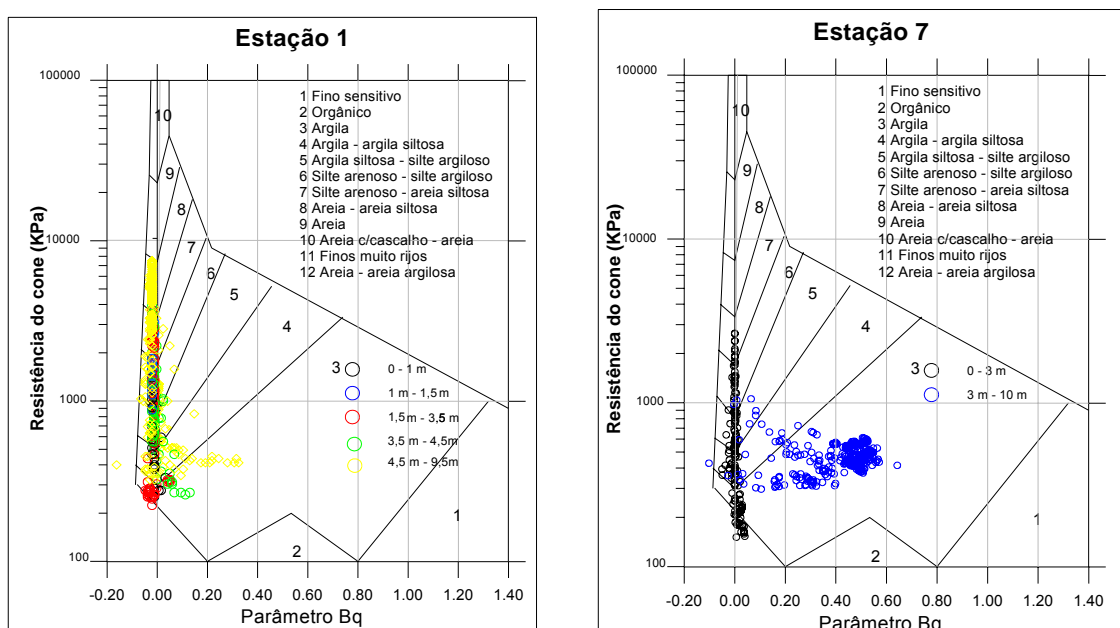 Estação 1
100000
10000
1000
100
Resistência do cone (KPa)
1 Fino sensitivo
2 Orgânico
3 Argila
4 Argila - argila siltosa
5 Argila siltosa - silte argiloso
6 Silte arenoso - silte argiloso
7 Silte arenoso - areia siltosa
8 Areia - areia siltosa
9 Areia
10 Areia c/cascalho - areia
11 Finos muito rijos
12 Areia - areia argilosa
10
9
8
7
6
5
4
3
0 - 1 m
1 m - 1,5m
1,5m - 3,5 m
3,5 m - 4,5m
4,5 m - 9,5m
1
2
-0.20 0.00 0.20 0.40 0.60 0.80 1.00 1.20 1.40
Parâmetro Bq
Estação 7
100000
10000
1000
100
Resistência do cone (KPa)
1 Fino sensitivo
2 Orgânico
3 Argila
4 Argila - argila siltosa
5 Argila siltosa - silte argiloso
6 Silte arenoso - silte argiloso
7 Silte arenoso - areia siltosa
8 Areia - areia siltosa
9 Areia
10 Areia c/cascalho - areia
11 Finos muito rijos
12 Areia - areia argilosa
10
9
8
7
6
5
4
3
0 - 3 m
3 m - 10 m
1
2
-0.20 0.00 0.20 0.40 0.60 0.80 1.00 1.20 1.40
Parâmetro Bq